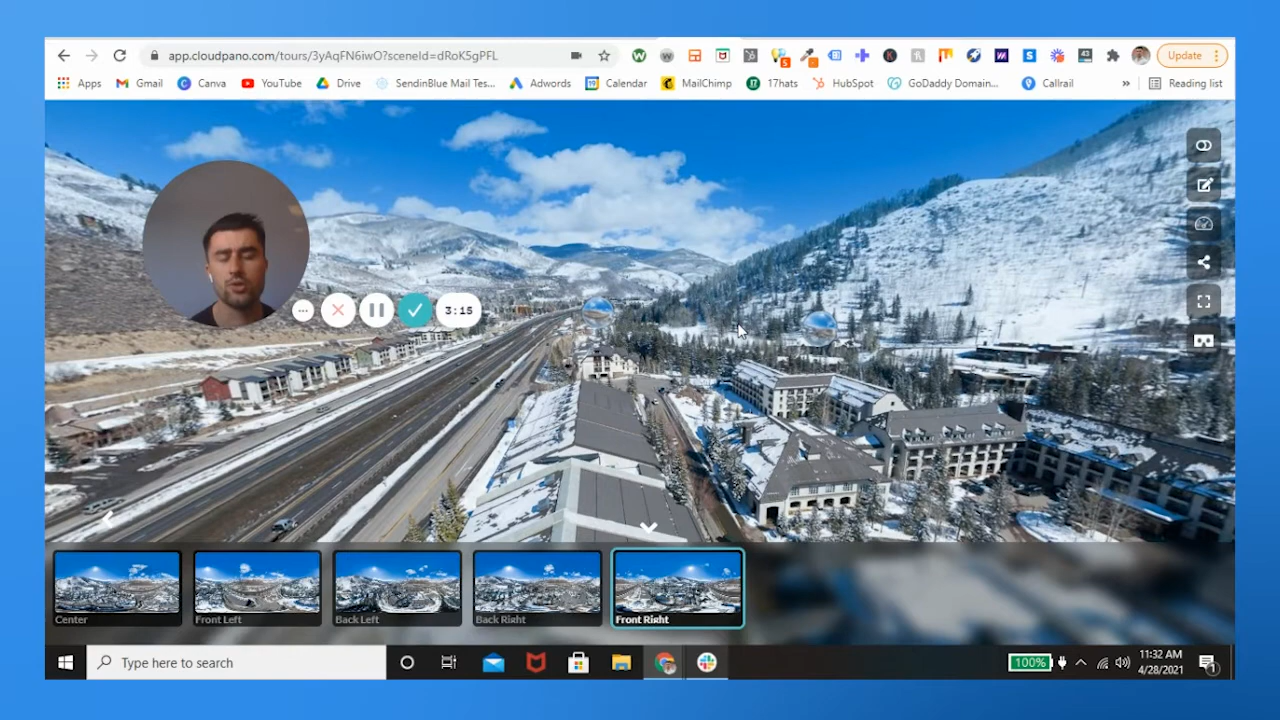 app.cloudpano.com/tours/3yAqFN6iwO?sceneId=dRoK5gPFL
Update
Apps Gmail Canva YouTube Drive SendinBlue Mail Tes... Adwords Calendar MailChimp 17hats HubSpot GoDaddy Domain... Callrail » Reading list
3:15
Center Front Left Back Left Back Right Front Right
Type here to search
100%
11:32 AM
4/28/2021